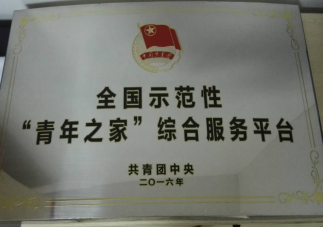 全国示范性
“青年之家”综合服务平台
共青团中央
二〇一六年